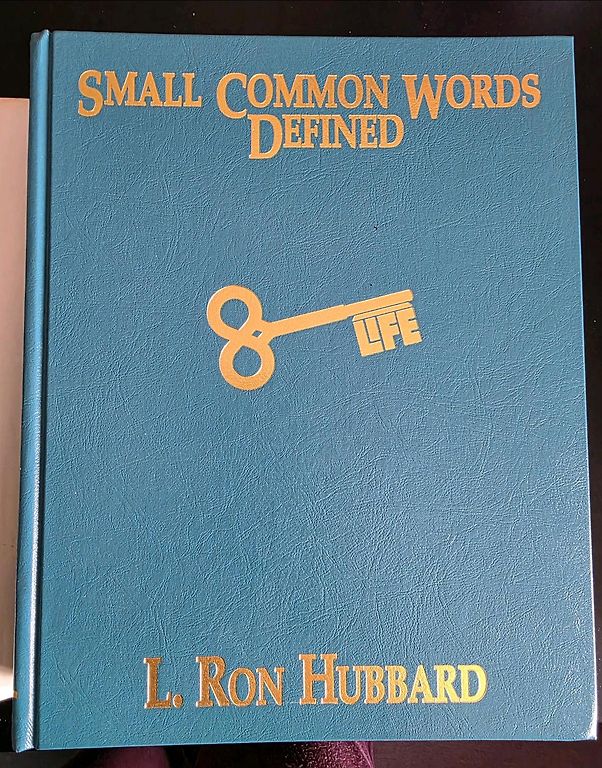 SMALL COMMON WORDS
DEFINED
LIFE
L. RON HUBBARD